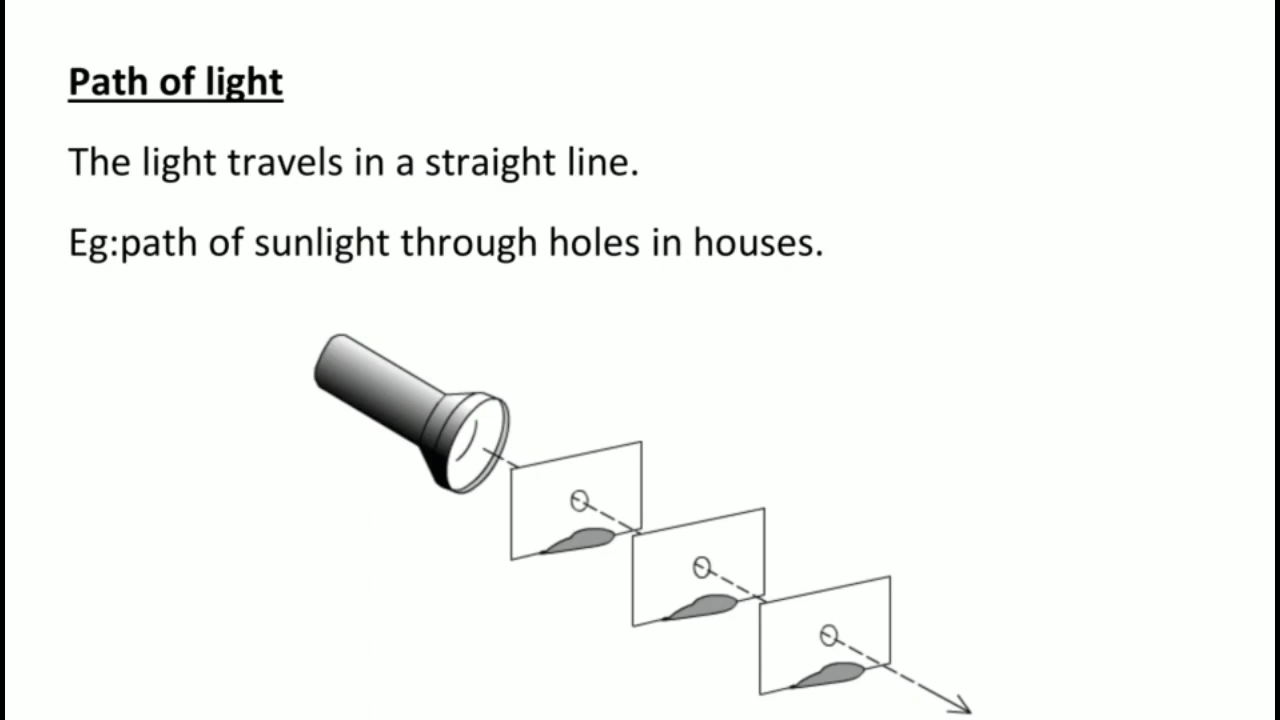 Path of light
The light travels in a straight line.
Eg:path of sunlight through holes in houses.